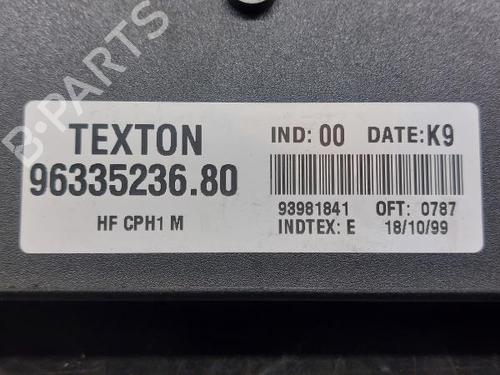 B-PARTS
TEXTON
96335236.80
HF CPH1 M
IND: 00 DATE: K9
93981841 OFT: 0787
INDTEX: E 18/10/99